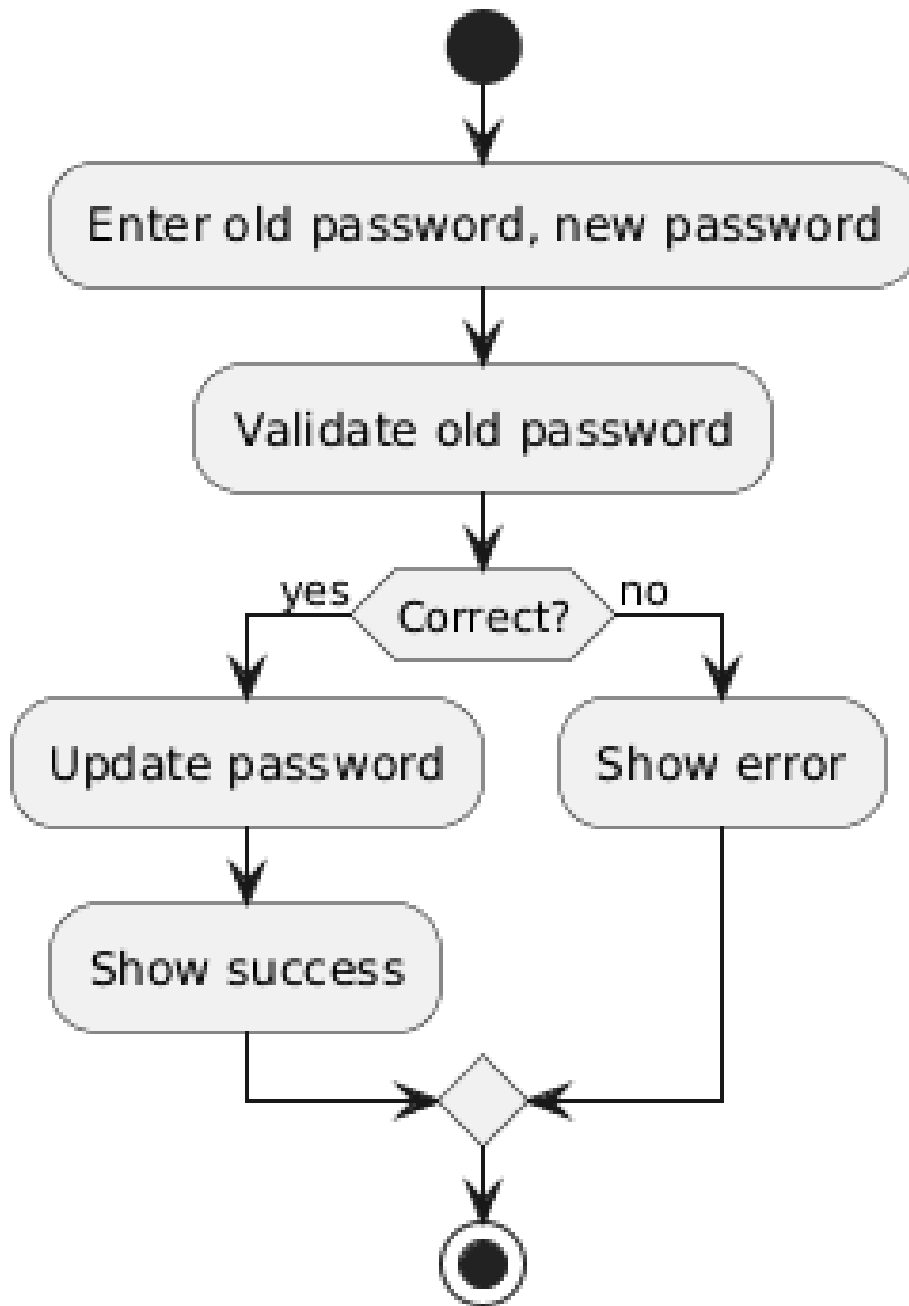 Enter old password, new password
Validate old password
yes
Correct?
no
Update password
Show error
Show success